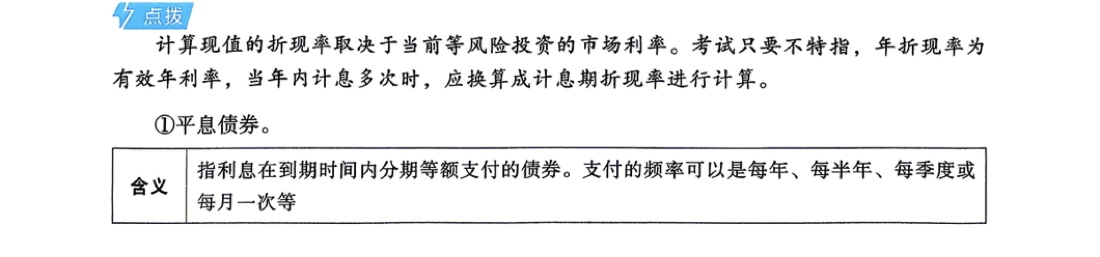 点拨
计算现值的折现率取决于当前等风险投资的市场利率。考试只要不特指，年折现率为
有效年利率，当年内计息多次时，应换算成计息期折现率进行计算。
①平息债券。
含义
指利息在到期时间内分期等额支付的债券。支付的频率可以是每年、每半年、每季度或
每月一次等